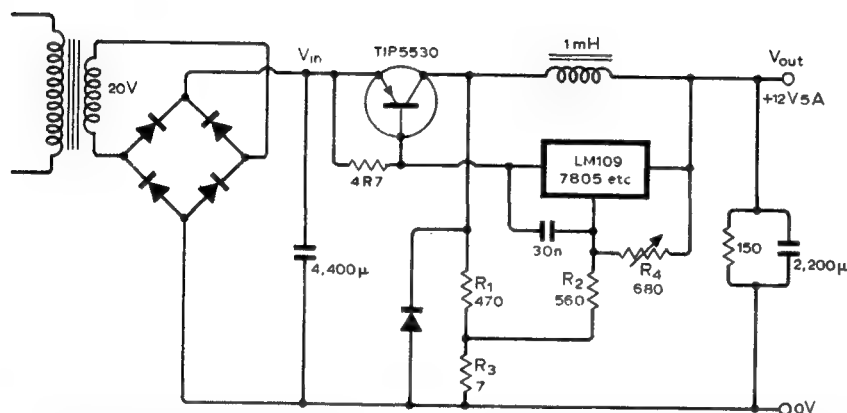 TIP5530
1mH
Vin
Vout
20V
+12V 5A
LM109
7805 etc
4R7
30n
150
2,200μ
4,400μ
R1
470
R2
560
R4
680
R3
7
0V